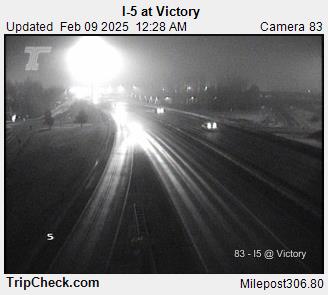 I-5 at Victory
Updated  Feb 09 2025  12:28 AM
Camera 83
T
S
83 - I5 @ Victory
TripCheck.com
Milepost306.80